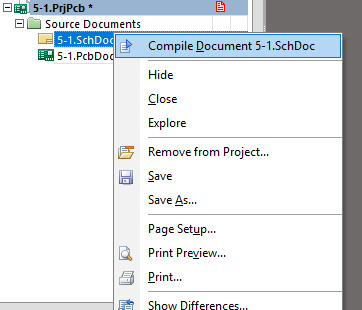 5-1.PrjPcb *
Source Documents
5-1.SchDoc
5-1.PcbDoc
Compile Document 5-1.SchDoc
Hide
Close
Explore
Remove from Project...
Save
Save As...
Page Setup...
Print Preview...
Print...
Show Differences...